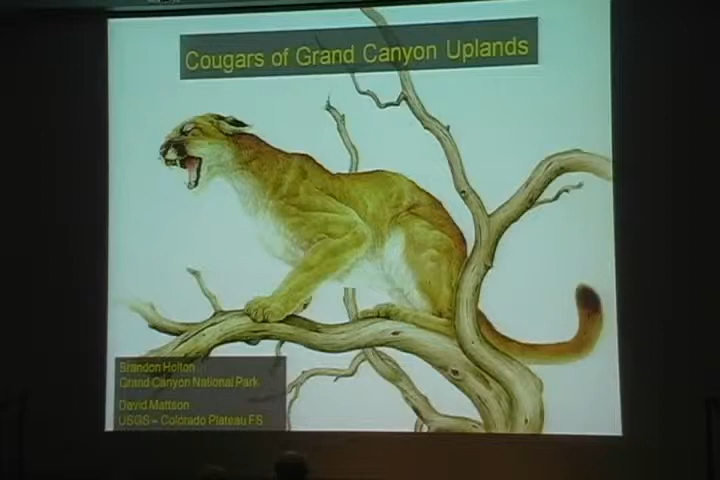 Cougars of Grand Canyon Uplands
Brandon Holton
Grand Canyon National Park
David Mattson
USGS – Colorado Plateau FS